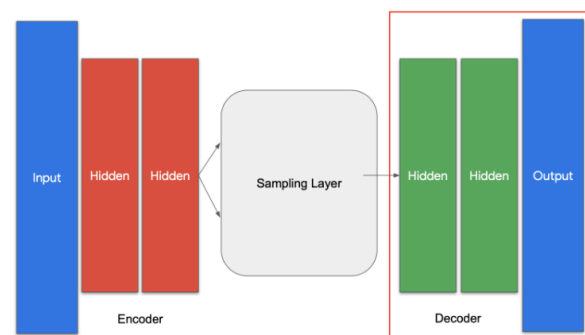 Input
Hidden
Hidden
Sampling Layer
Hidden
Hidden
Output
Encoder
Decoder